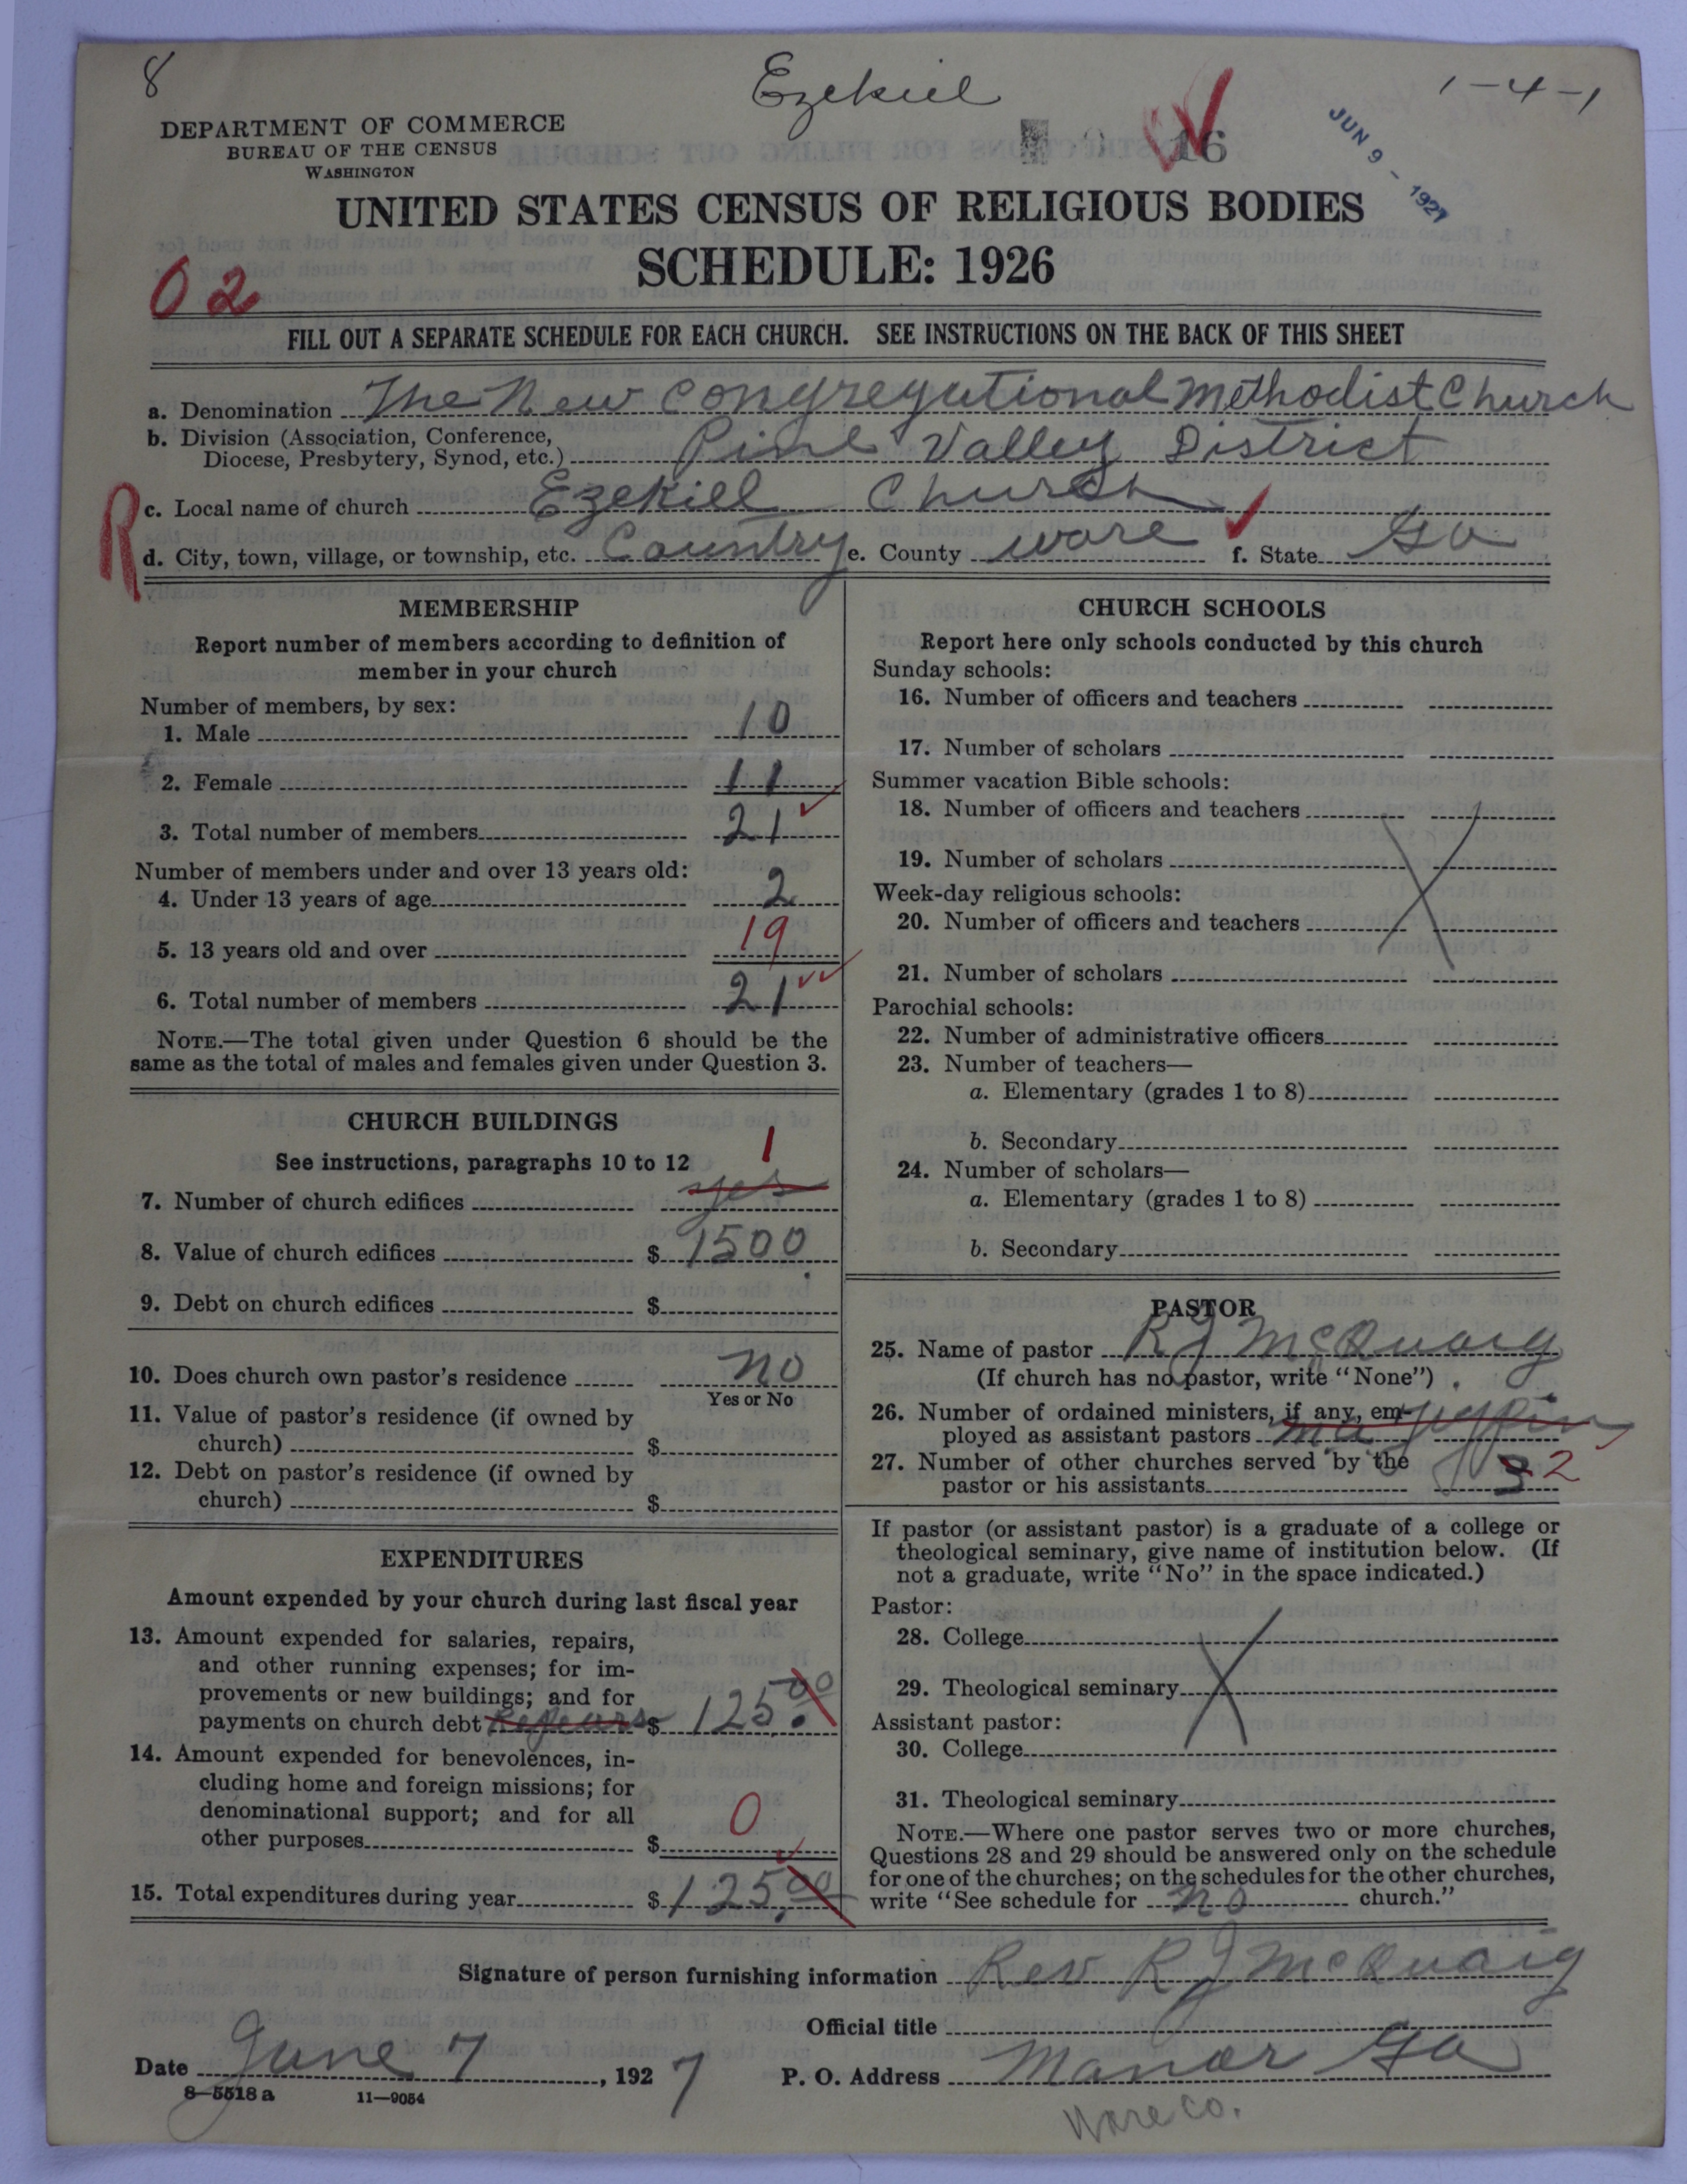 8
Ezekiel
1-4-1
DEPARTMENT OF COMMERCE
BUREAU OF THE CENSUS
WASHINGTON
16
JUN 9 - 1927
UNITED STATES CENSUS OF RELIGIOUS BODIES
SCHEDULE: 1926
02
FILL OUT A SEPARATE SCHEDULE FOR EACH CHURCH. SEE INSTRUCTIONS ON THE BACK OF THIS SHEET
a. Denomination The New Congregational Methodist Church
b. Division (Association, Conference,
Diocese, Presbytery, Synod, etc.) Pine Valley District
R
c. Local name of church Ezekiel Church
d. City, town, village, or township, etc. Country e. County Ware f. State Ga
MEMBERSHIP
Report number of members according to definition of
member in your church
Number of members, by sex:
1. Male 10
2. Female 11
3. Total number of members 21
Number of members under and over 13 years old:
4. Under 13 years of age 2
5. 13 years old and over 19
6. Total number of members 21
NOTE.—The total given under Question 6 should be the
same as the total of males and females given under Question 3.
CHURCH BUILDINGS
See instructions, paragraphs 10 to 12
1
7. Number of church edifices yes
8. Value of church edifices $ 1500
9. Debt on church edifices $
10. Does church own pastor's residence no
Yes or No
11. Value of pastor's residence (if owned by
church) $
12. Debt on pastor's residence (if owned by
church) $
EXPENDITURES
Amount expended by your church during last fiscal year
13. Amount expended for salaries, repairs,
and other running expenses; for im-
provements or new buildings; and for
payments on church debt $ 125.00
14. Amount expended for benevolences, in-
cluding home and foreign missions; for
denominational support; and for all
other purposes $ 0
15. Total expenditures during year $ 125.00
CHURCH SCHOOLS
Report here only schools conducted by this church
Sunday schools:
16. Number of officers and teachers
17. Number of scholars
Summer vacation Bible schools:
18. Number of officers and teachers
19. Number of scholars
Week-day religious schools:
20. Number of officers and teachers
21. Number of scholars
Parochial schools:
22. Number of administrative officers
23. Number of teachers—
a. Elementary (grades 1 to 8)
b. Secondary
24. Number of scholars—
a. Elementary (grades 1 to 8)
b. Secondary
PASTOR
25. Name of pastor R J McQuaig
(If church has no pastor, write "None")
26. Number of ordained ministers, if any, em-
ployed as assistant pastors
27. Number of other churches served by the
pastor or his assistants 3 2
If pastor (or assistant pastor) is a graduate of a college or
theological seminary, give name of institution below. (If
not a graduate, write "No" in the space indicated.)
Pastor:
28. College
29. Theological seminary
Assistant pastor:
30. College
31. Theological seminary
NOTE.—Where one pastor serves two or more churches,
Questions 28 and 29 should be answered only on the schedule
for one of the churches; on the schedules for the other churches,
write "See schedule for no church."
Signature of person furnishing information Rev R J McQuaig
Official title
Date June 7, 1927 P. O. Address Manor Ga
8-5518a 11-9054
Ware Co.